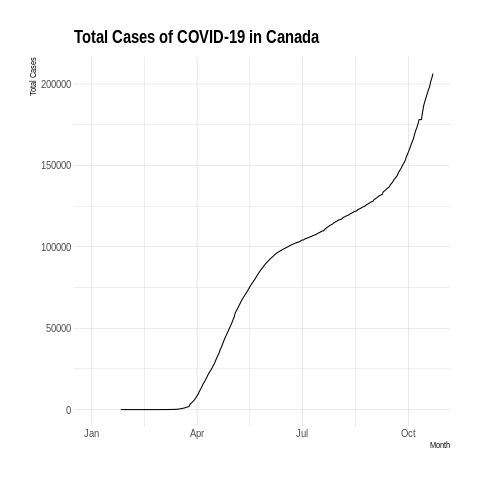 Total Cases of COVID-19 in Canada
Total Cases
200000
150000
100000
50000
0
Jan Apr Jul Oct
Month